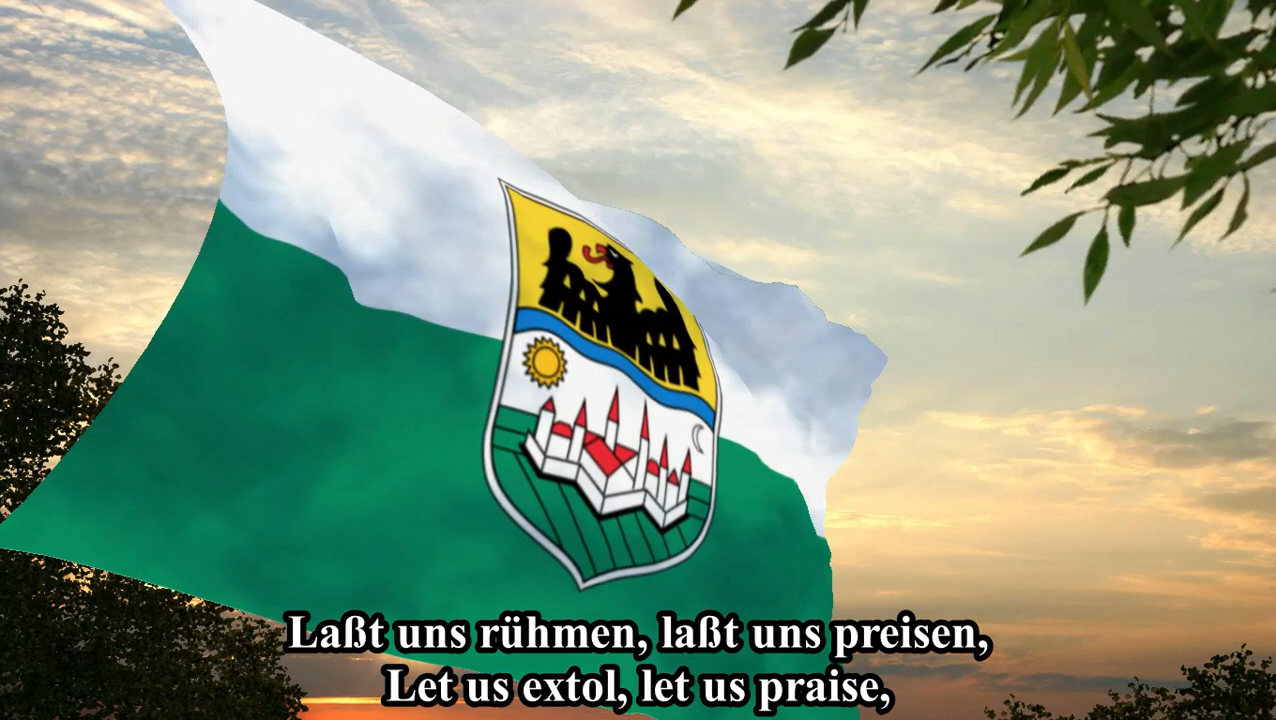 Laßt uns rühmen, laßt uns preisen,
Let us extol, let us praise,